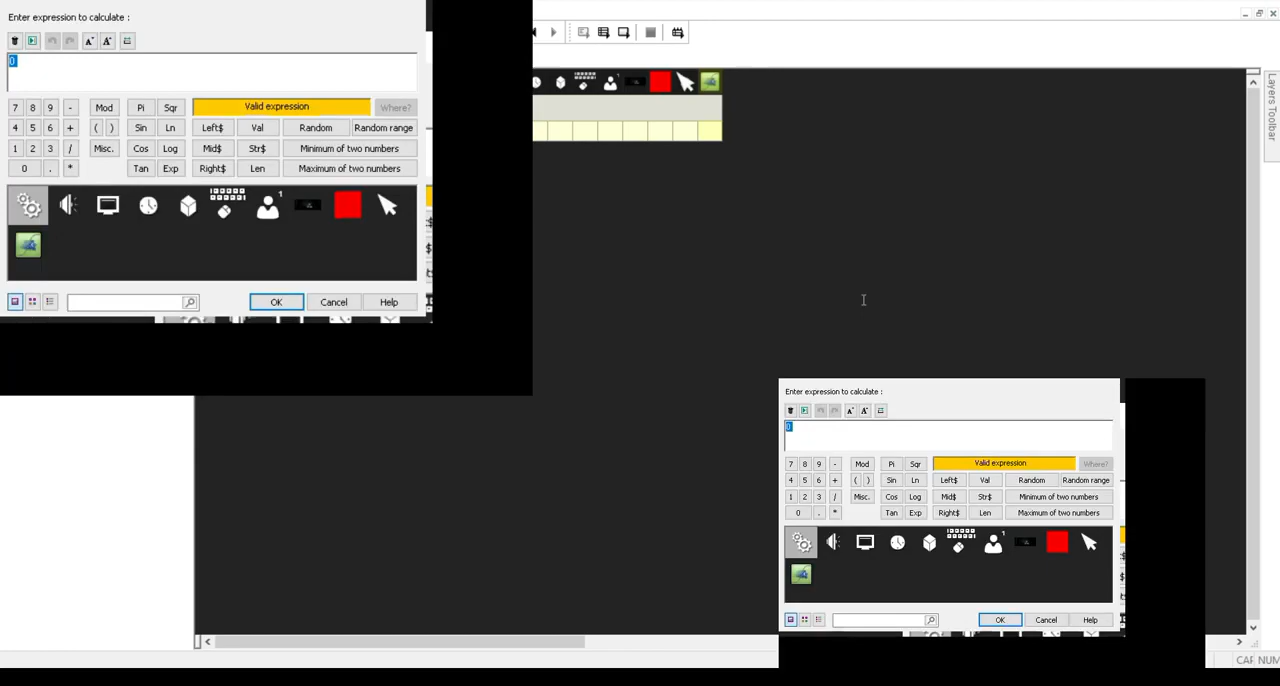 Enter expression to calculate :
0
7 8 9 - Mod Pi Sqr Valid expression Where?
4 5 6 + ( ) Sin Ln Left$ Val Random Random range
1 2 3 / Misc. Cos Log Mid$ Str$ Minimum of two numbers
0 . * Tan Exp Right$ Len Maximum of two numbers
1
OK Cancel Help
1
Layers Toolbar
Enter expression to calculate :
0
7 8 9 - Mod Pi Sqr Valid expression Where?
4 5 6 + ( ) Sin Ln Left$ Val Random Random range
1 2 3 / Misc. Cos Log Mid$ Str$ Minimum of two numbers
0 . * Tan Exp Right$ Len Maximum of two numbers
1
OK Cancel Help
CAP NUM